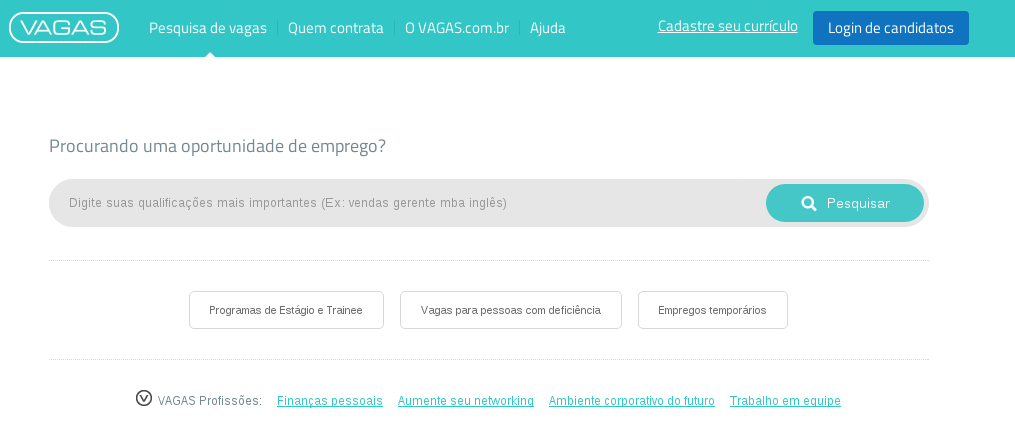 VAGAS Pesquisa de vagas Quem contrata O VAGAS.com.br Ajuda Cadastre seu currículo Login de candidatos
Procurando uma oportunidade de emprego?
Digite suas qualificações mais importantes (Ex: vendas gerente mba inglês) Pesquisar
Programas de Estágio e Trainee Vagas para pessoas com deficiência Empregos temporários
VAGAS Profissões: Finanças pessoais Aumente seu networking Ambiente corporativo do futuro Trabalho em equipe